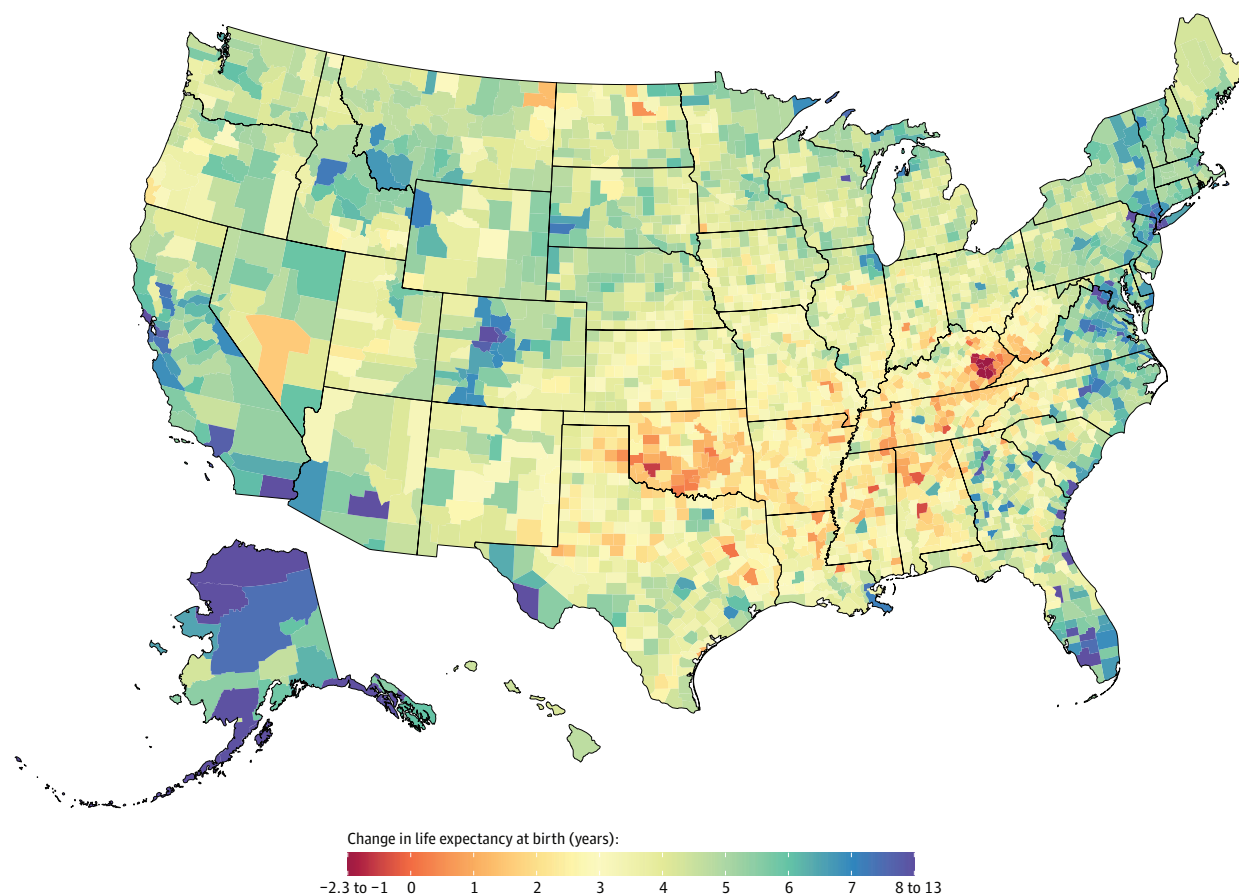 Change in life expectancy at birth (years):
−2.3 to −1 0 1 2 3 4 5 6 7 8 to 13